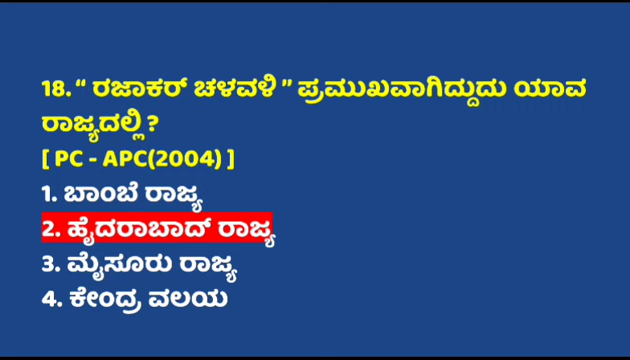 18. “ ರಜಾಕರ್ ಚಳವಳಿ ” ಪ್ರಮುಖವಾಗಿದ್ದುದು ಯಾವ
ರಾಜ್ಯದಲ್ಲಿ ?
[ PC - APC(2004) ]
1. ಬಾಂಬೆ ರಾಜ್ಯ
2. ಹೈದರಾಬಾದ್ ರಾಜ್ಯ
3. ಮೈಸೂರು ರಾಜ್ಯ
4. ಕೇಂದ್ರ ವಲಯ